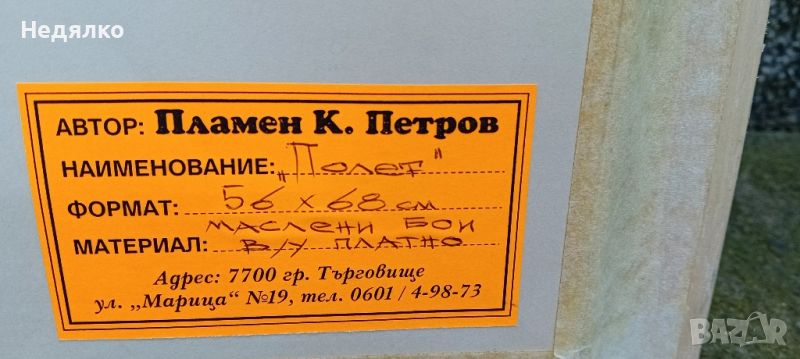 Недялко
АВТОР: Пламен К. Петров
НАИМЕНОВАНИЕ: „Полет"
ФОРМАТ: 56 х 68 см
МАСЛЕНИ БОИ
МАТЕРИАЛ: В/У ПЛАТНО
Адрес: 7700 гр. Търговище
ул. „Марица“ №19, тел. 0601 / 4-98-73
BAZAR